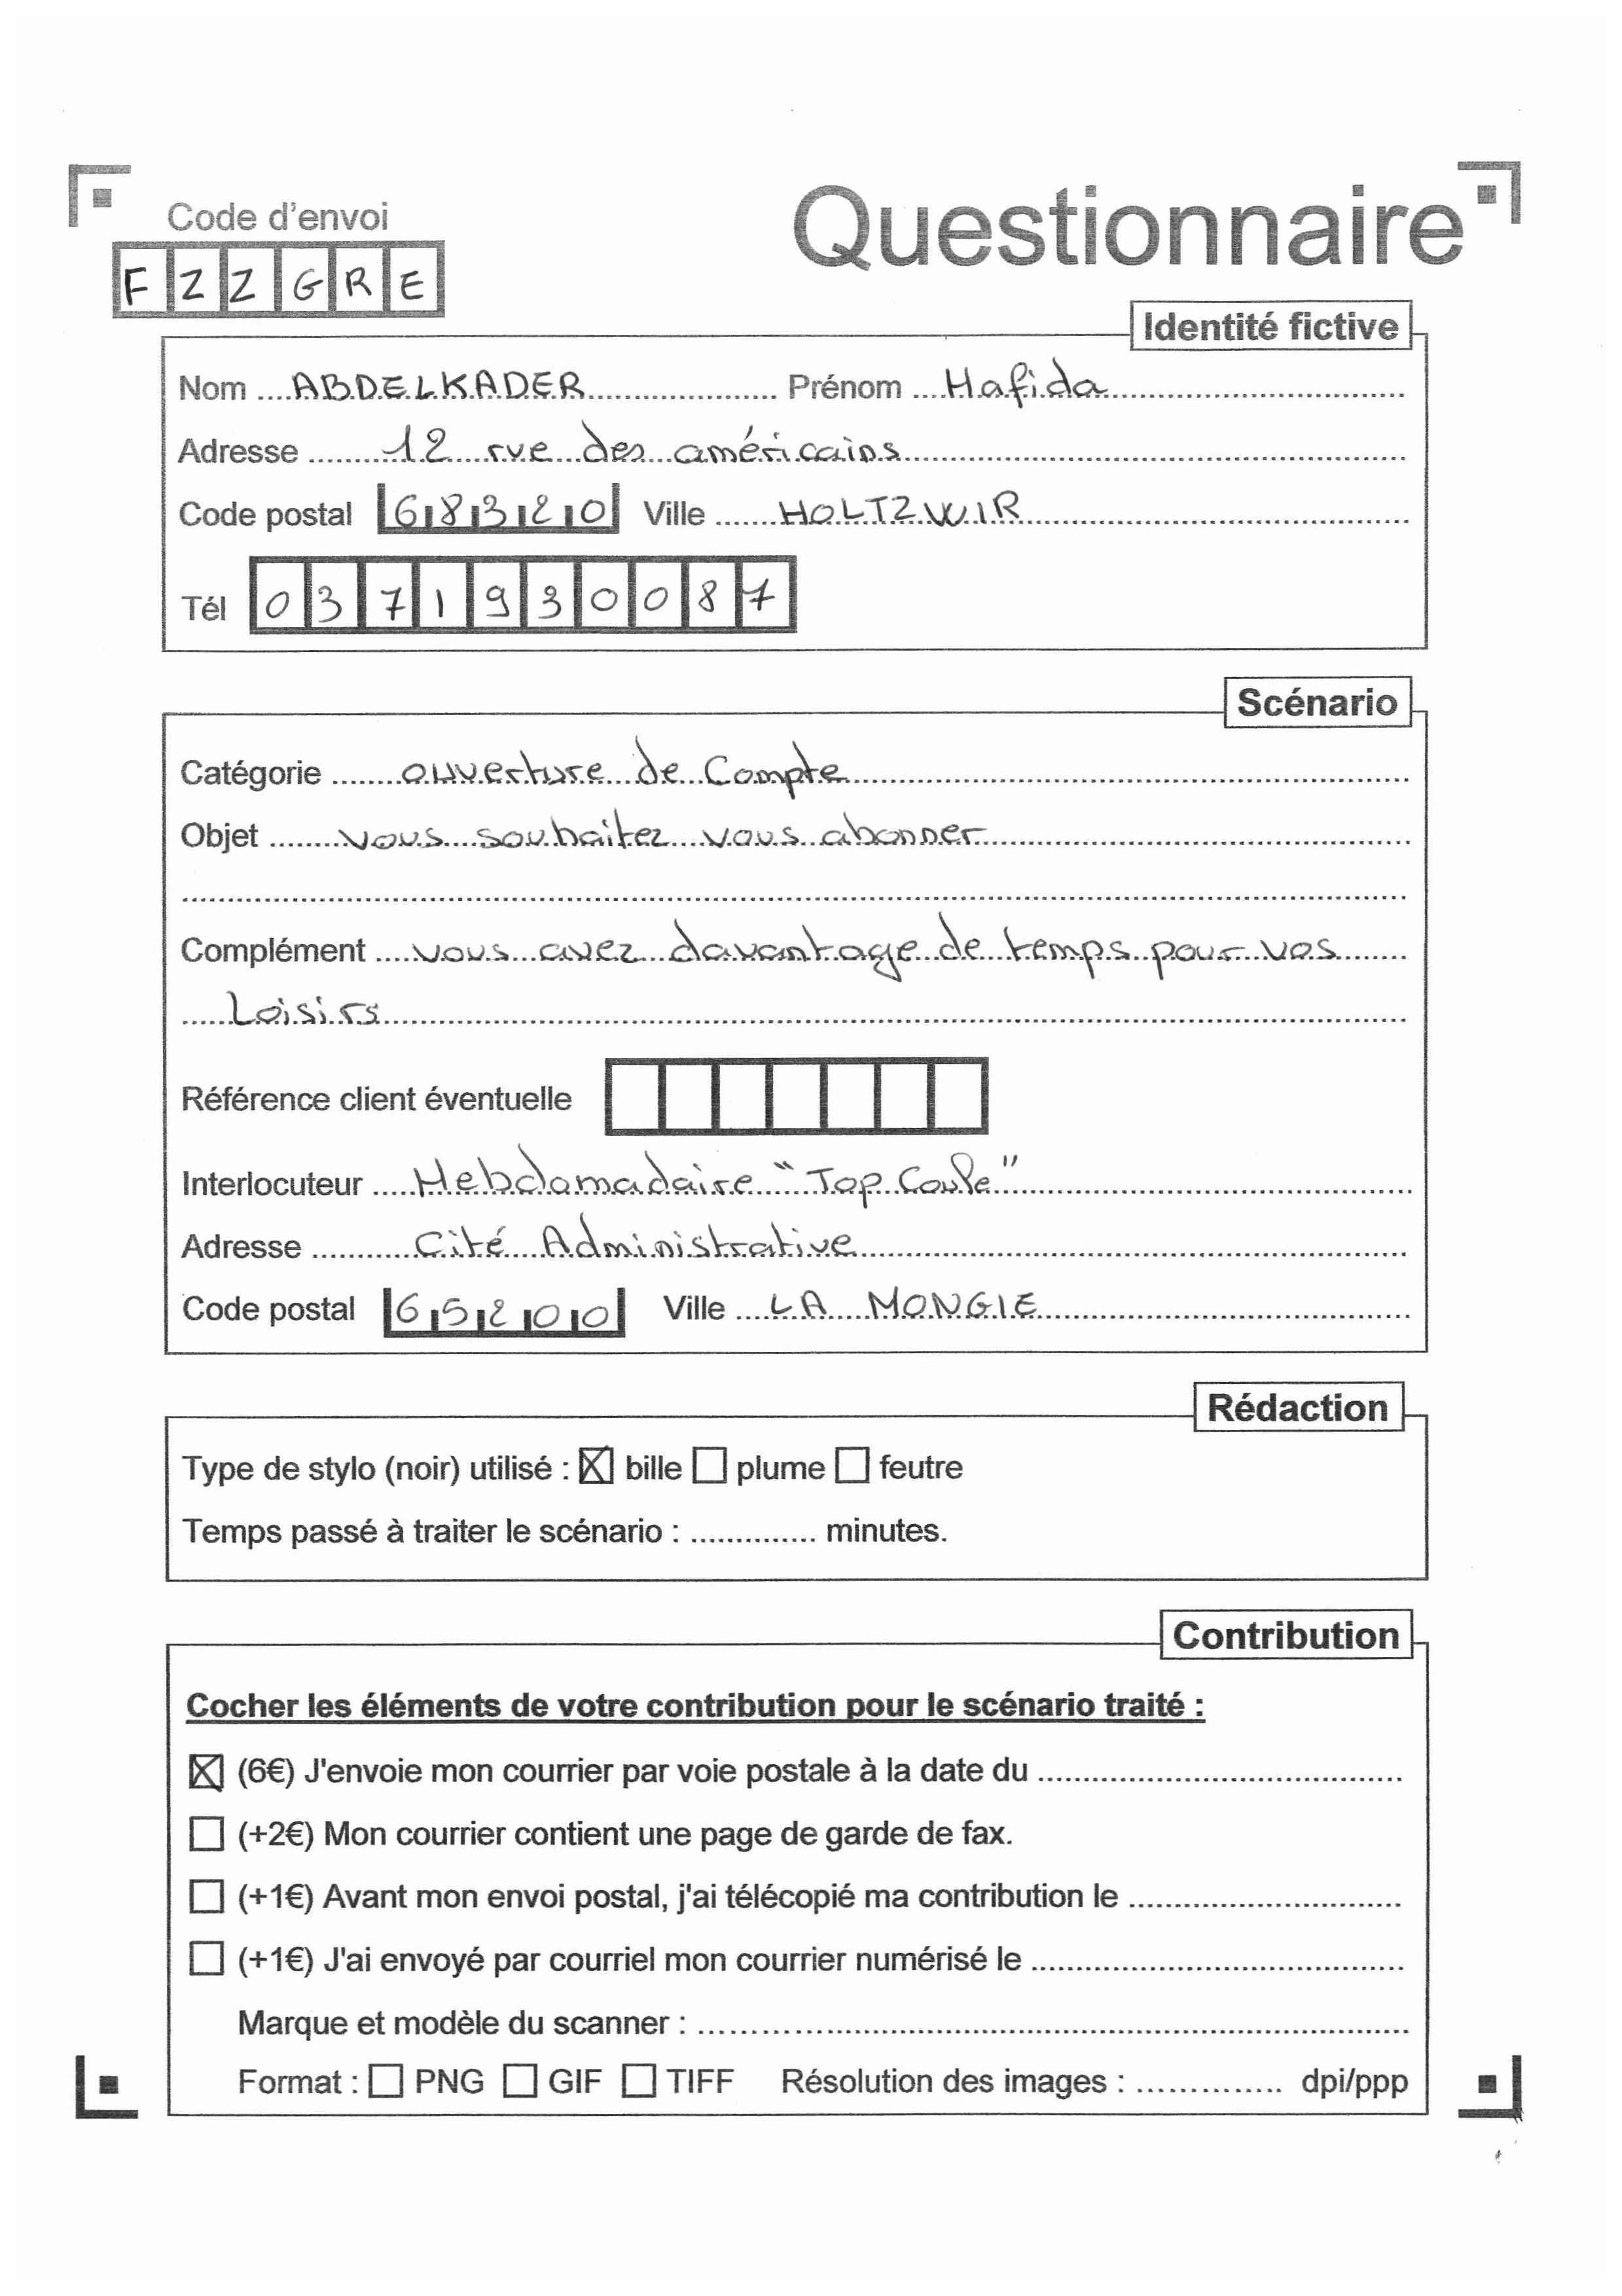 Code d'envoi
Questionnaire
FZZGRE
Identité fictive
Nom ABDELKADER Prénom Hafida
Adresse 12 rue des américains
Code postal 68320 Ville HOLTZWIR
Tél 0371930087
Scénario
Catégorie ouverture de Compte
Objet vous souhaitez vous abonner
Complément vous avez davantage de temps pour vos
Loisirs
Référence client éventuelle
Interlocuteur Hebdomadaire "Top Coule"
Adresse Cité Administrative
Code postal 65200 Ville LA MONGIE
Rédaction
Type de stylo (noir) utilisé : ☒ bille ☐ plume ☐ feutre
Temps passé à traiter le scénario : .............. minutes.
Contribution
Cocher les éléments de votre contribution pour le scénario traité :
☒ (6€) J'envoie mon courrier par voie postale à la date du
☐ (+2€) Mon courrier contient une page de garde de fax.
☐ (+1€) Avant mon envoi postal, j'ai télécopié ma contribution le
☐ (+1€) J'ai envoyé par courriel mon courrier numérisé le
Marque et modèle du scanner :
Format : ☐ PNG ☐ GIF ☐ TIFF Résolution des images : .............. dpi/ppp